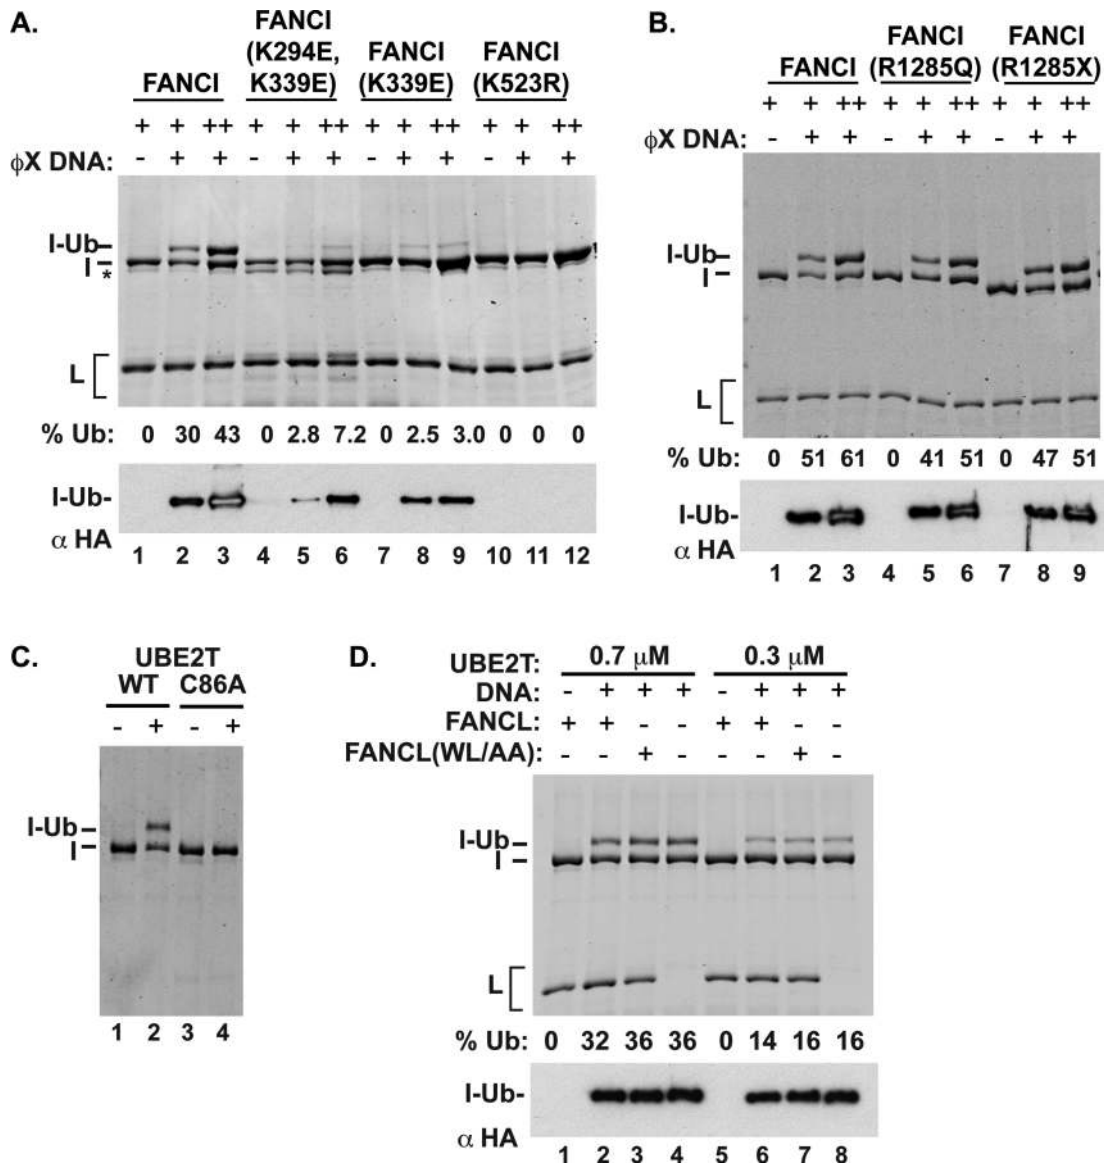 A.
FANCI
FANCI
(K294E,
K339E)
FANCI
(K339E)
FANCI
(K523R)
+ + ++ + + ++ + + ++ + + ++
ϕX DNA: - + + - + + - + + - + +
I-Ub
I
*
L
% Ub: 0 30 43 0 2.8 7.2 0 2.5 3.0 0 0 0
I-Ub-
α HA
1 2 3 4 5 6 7 8 9 10 11 12
B.
FANCI
FANCI
(R1285Q)
FANCI
(R1285X)
+ + ++ + + ++ + + ++
ϕX DNA: - + + - + + - + +
I-Ub
I
L
% Ub: 0 51 61 0 41 51 0 47 51
I-Ub-
α HA
1 2 3 4 5 6 7 8 9
C.
UBE2T
WT C86A
- + - +
I-Ub
I
1 2 3 4
D.
UBE2T: 0.7 μM 0.3 μM
DNA: - + + + - + + +
FANCL: + + - - + + - -
FANCL(WL/AA): - - + - - - + -
I-Ub
I
L
% Ub: 0 32 36 36 0 14 16 16
I-Ub-
α HA
1 2 3 4 5 6 7 8